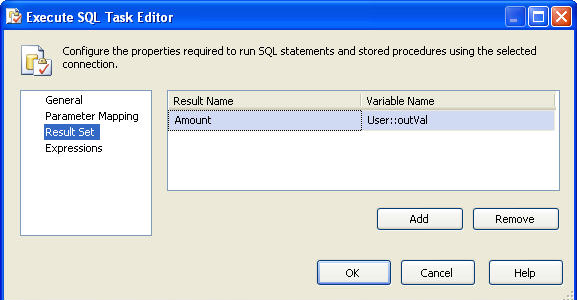 Execute SQL Task Editor
Configure the properties required to run SQL statements and stored procedures using the selected
connection.
General
Parameter Mapping
Result Set
Expressions
Result Name Variable Name
Amount User::outVal
Add Remove
OK Cancel Help